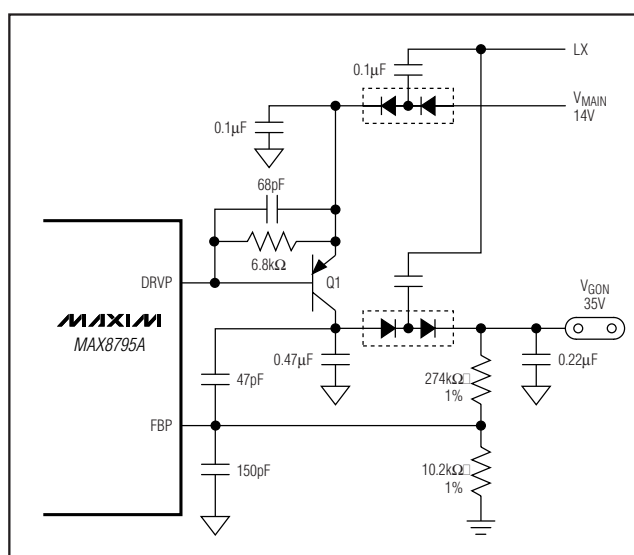 LX
0.1μF
VMAIN
14V
0.1μF
68pF
6.8kΩ
DRVP
Q1
VGON
35V
MAXIM
MAX8795A
0.47μF
0.22μF
47pF
274kΩ□
1%
FBP
150pF
10.2kΩ□
1%